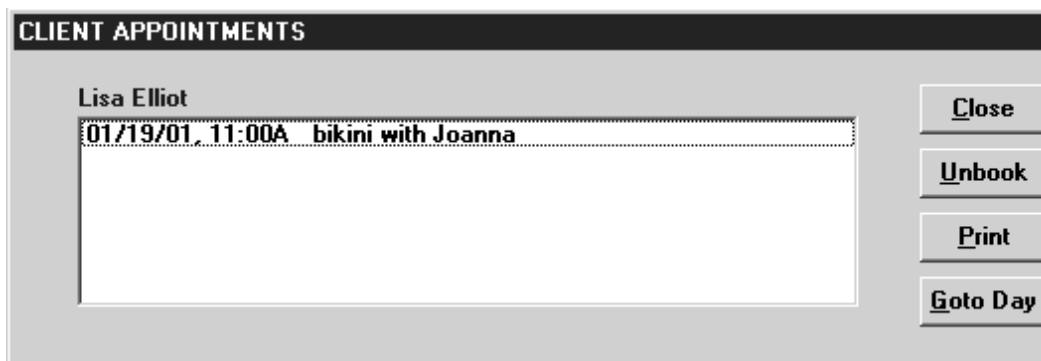 CLIENT APPOINTMENTS
Lisa Elliot
01/19/01, 11:00A bikini with Joanna
Close
Unbook
Print
Goto Day